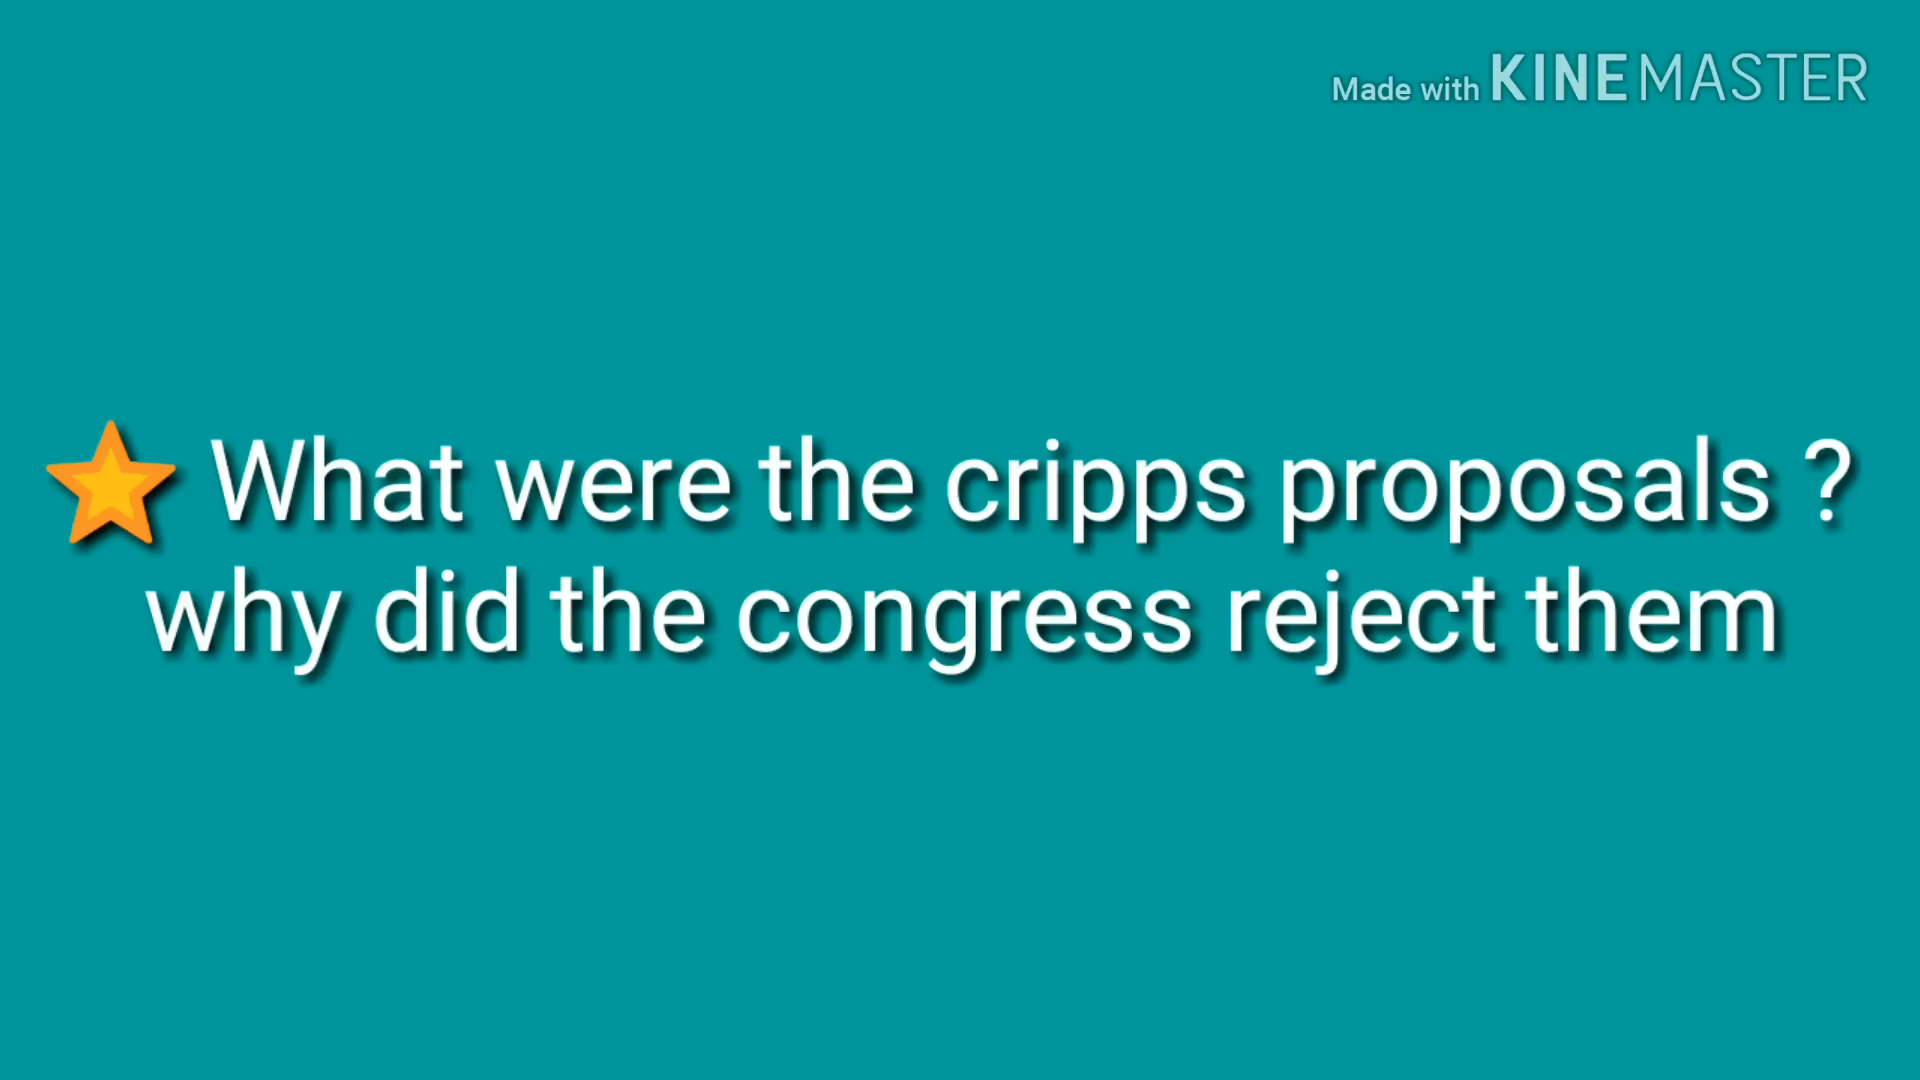 Made with KINEMASTER
What were the cripps proposals ?
why did the congress reject them